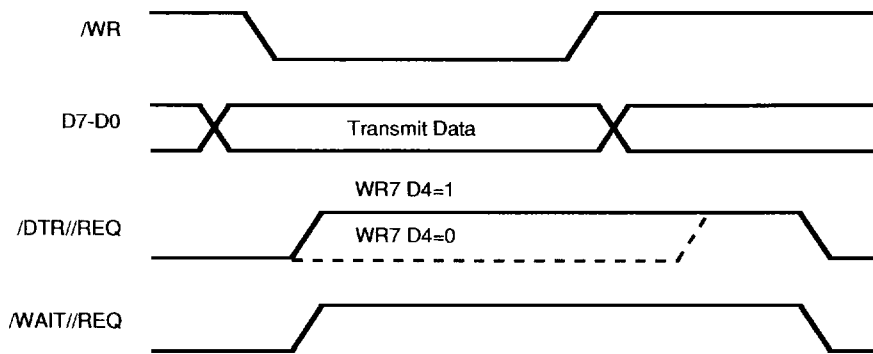 /WR
D7-D0
Transmit Data
WR7 D4=1
/DTR//REQ
WR7 D4=0
/WAIT//REQ